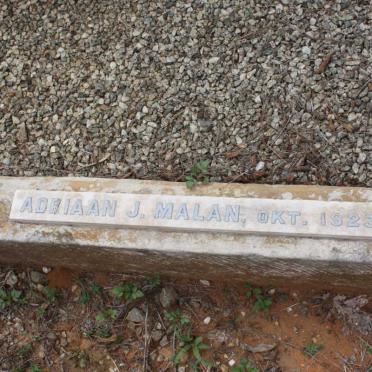 ADRIAAN J. MALAN, OKT. 1923